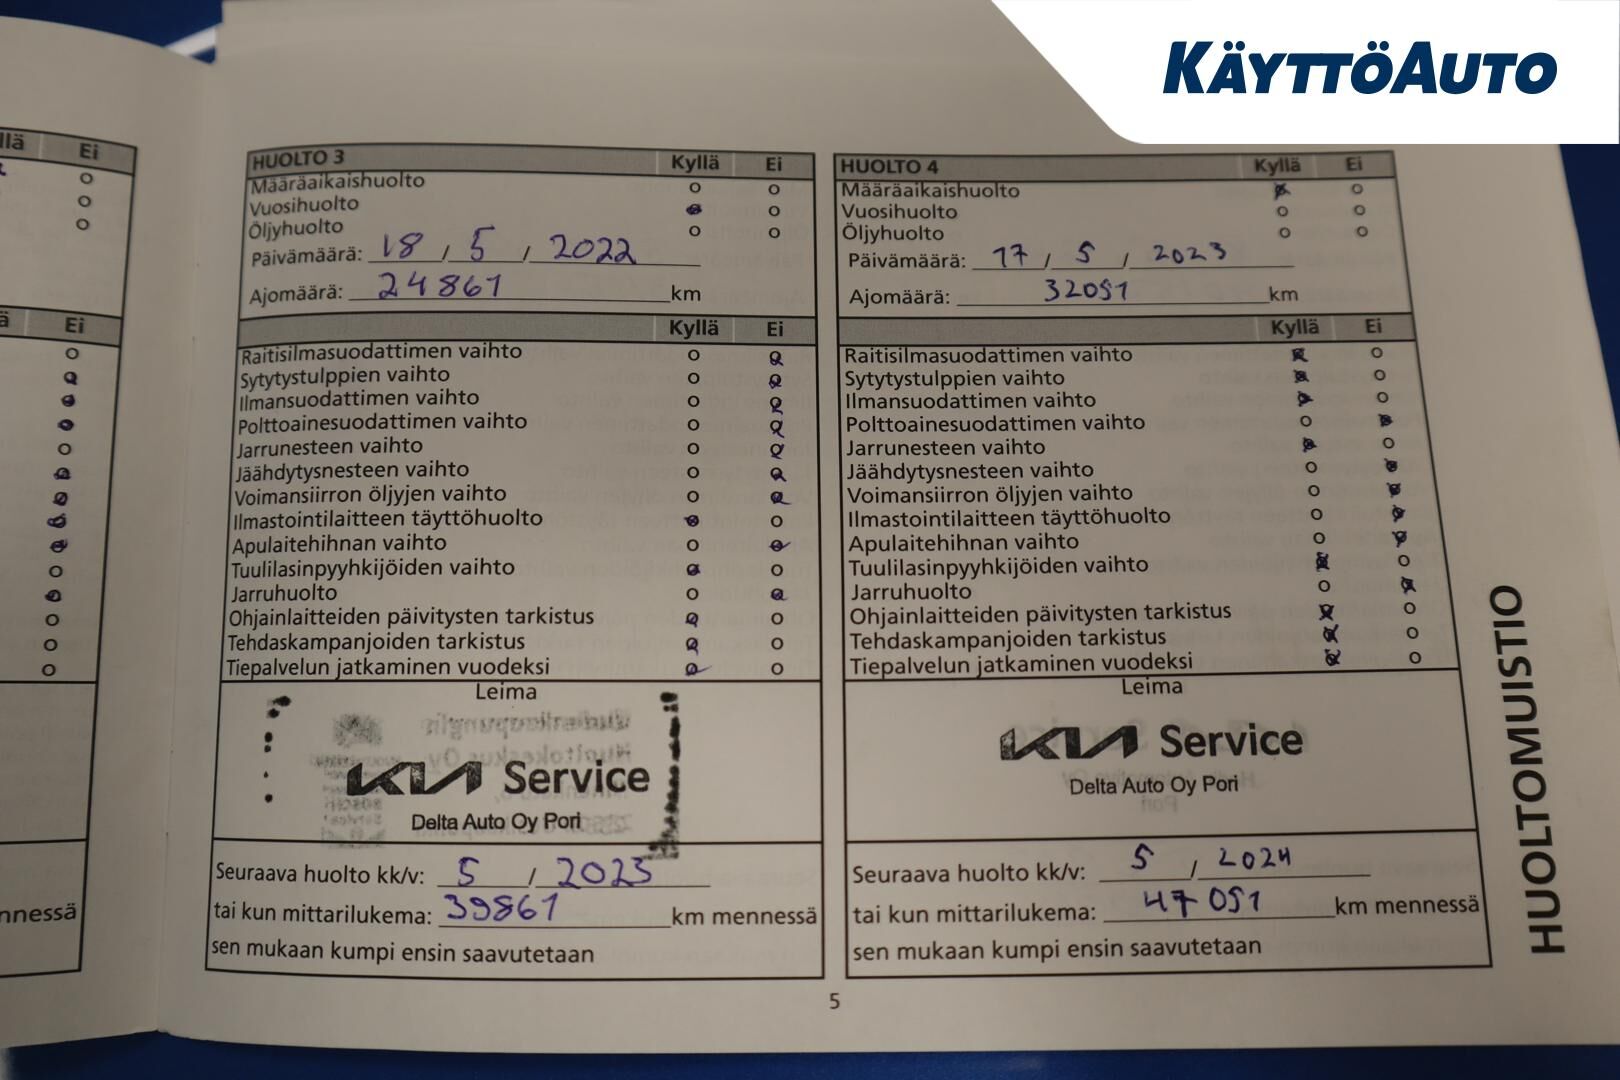 KÄYTTÖAUTO
llä Ei
Ei
nnessä
HUOLTO 3 Kyllä Ei
Määräaikaishuolto
Vuosihuolto
Öljyhuolto
Päivämäärä: 18 / 5 / 2022
Ajomäärä: 24861 km
Kyllä Ei
Raitisilmasuodattimen vaihto
Sytytystulppien vaihto
Ilmansuodattimen vaihto
Polttoainesuodattimen vaihto
Jarrunesteen vaihto
Jäähdytysnesteen vaihto
Voimansiirron öljyjen vaihto
Ilmastointilaitteen täyttöhuolto
Apulaitehihnan vaihto
Tuulilasinpyyhkijöiden vaihto
Jarruhuolto
Ohjainlaitteiden päivitysten tarkistus
Tehdaskampanjoiden tarkistus
Tiepalvelun jatkaminen vuodeksi
Leima
KIA Service
Delta Auto Oy Pori
Seuraava huolto kk/v: 5 / 2023
tai kun mittarilukema: 39861 km mennessä
sen mukaan kumpi ensin saavutetaan
HUOLTO 4 Kyllä Ei
Määräaikaishuolto
Vuosihuolto
Öljyhuolto
Päivämäärä: 17 / 5 / 2023
Ajomäärä: 32091 km
Kyllä Ei
Raitisilmasuodattimen vaihto
Sytytystulppien vaihto
Ilmansuodattimen vaihto
Polttoainesuodattimen vaihto
Jarrunesteen vaihto
Jäähdytysnesteen vaihto
Voimansiirron öljyjen vaihto
Ilmastointilaitteen täyttöhuolto
Apulaitehihnan vaihto
Tuulilasinpyyhkijöiden vaihto
Jarruhuolto
Ohjainlaitteiden päivitysten tarkistus
Tehdaskampanjoiden tarkistus
Tiepalvelun jatkaminen vuodeksi
Leima
KIA Service
Delta Auto Oy Pori
Seuraava huolto kk/v: 5 / 2024
tai kun mittarilukema: 47091 km mennessä
sen mukaan kumpi ensin saavutetaan
HUOLTOMUISTIO
5